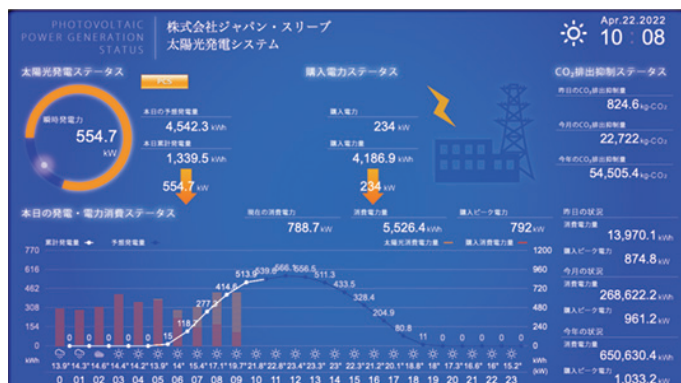 PHOTOVOLTAIC
POWER GENERATION
STATUS
株式会社ジャパン・スリーブ
太陽光発電システム
Apr.22.2022
10:08
太陽光発電ステータス
PCS
瞬時発電力
554.7
kW
本日の予想発電量
4,542.3 kWh
本日累計発電量
1,339.5 kWh
554.7 kW
購入電力ステータス
購入電力
234 kW
購入電力量
4,186.9 kWh
234 kW
CO₂排出抑制ステータス
昨日のCO₂排出抑制量
824.6 kg-CO₂
今月のCO₂排出抑制量
22,722 kg-CO₂
今年のCO₂排出抑制量
54,505.4 kg-CO₂
本日の発電・電力消費ステータス
現在の消費電力
788.7 kW
消費電力量
5,526.4 kWh
購入ピーク電力
792 kW
累計発電量
予想発電量
太陽光消費電力量
購入消費電力量
770
616
462
308
154
0
kWh
1200
960
720
480
240
0
kWh
(kW)
0 0 0 0 0 15 118. 277.3 414.6 513.9 539.6 566.1 556.5 511.3 433.5 328.4 204.9 80.8 11 0 0 0 0 0
13.9° 14.3° 14.6° 14.4° 14.2° 13.9° 14° 15.4° 17.1° 19.7° 21.8° 22.8° 23.4° 23.3° 23° 22.3° 21.2° 20.1° 18.8° 18° 17.3° 16.6° 16° 15.2°
0 01 02 03 04 05 06 07 08 09 10 11 12 13 14 15 16 17 18 19 20 21 22 23
昨日の状況
消費電力量
13,970.1 kWh
購入ピーク電力
874.8 kW
今月の状況
消費電力量
268,622.2 kWh
購入ピーク電力
961.2 kW
今年の状況
消費電力量
650,630.4 kWh
購入ピーク電力
1,033.2 kW